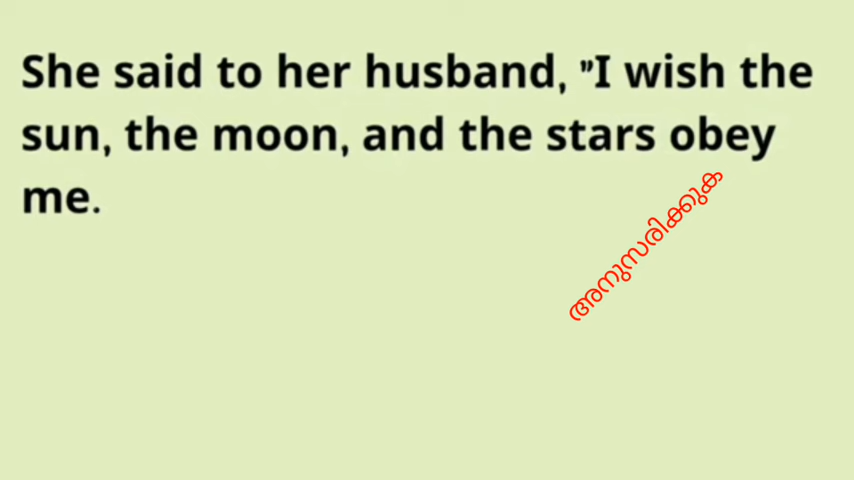 She said to her husband, "I wish the
sun, the moon, and the stars obey
me.
അനുസരിക്കുക